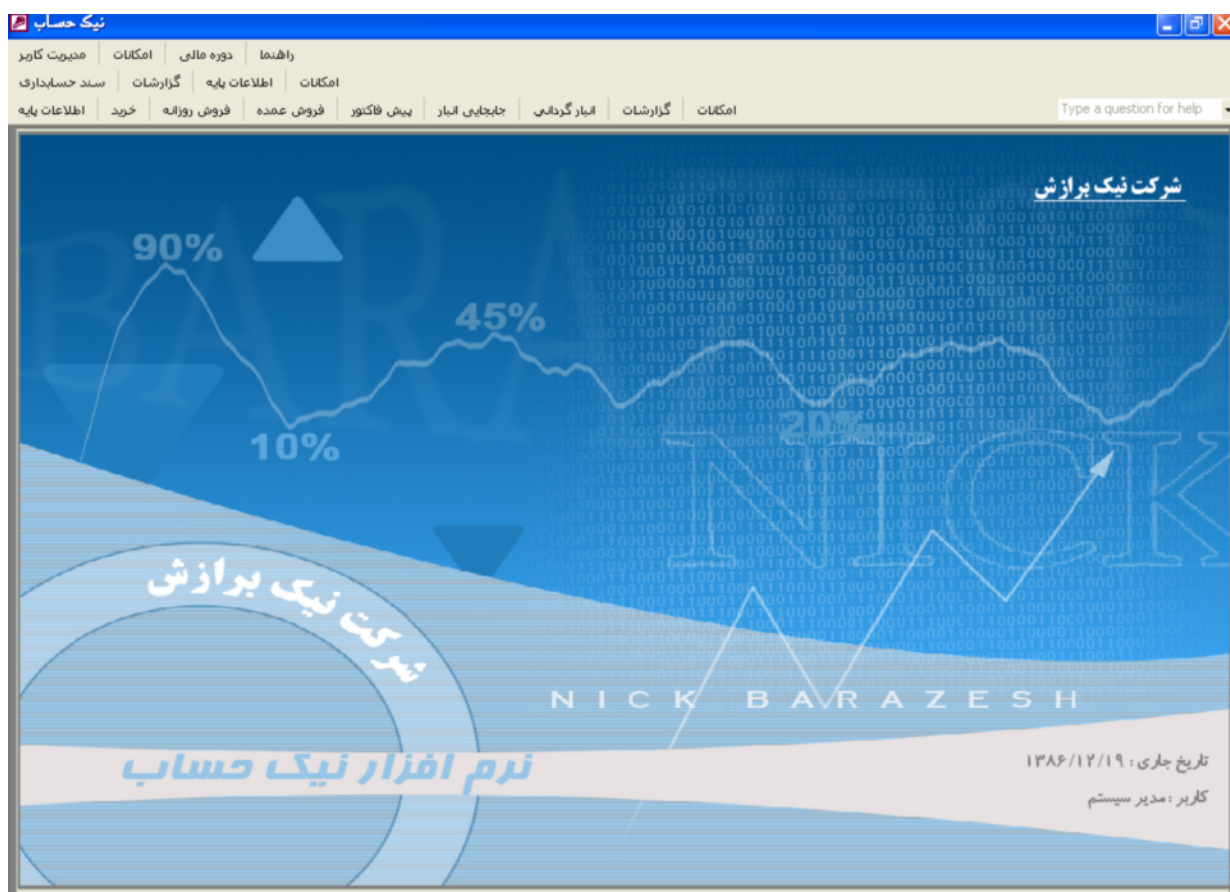 نیک حساب
مدیریت کاربر امکانات دوره مالی راهنما
سند حسابداری گزارشات اطلاعات پایه امکانات
اطلاعات پایه خرید فروش روزانه فروش عمده پیش فاکتور جابجایی انبار انبار گردانی گزارشات امکانات
Type a question for help
شرکت نیک برازش
90%
45%
10%
20%
BARA
NICK
شرکت نیک برازش
NICK BARAZESH
نرم افزار نیک حساب
تاریخ جاری : ۱۳۸۶/۱۲/۱۹
کاربر : مدیر سیستم